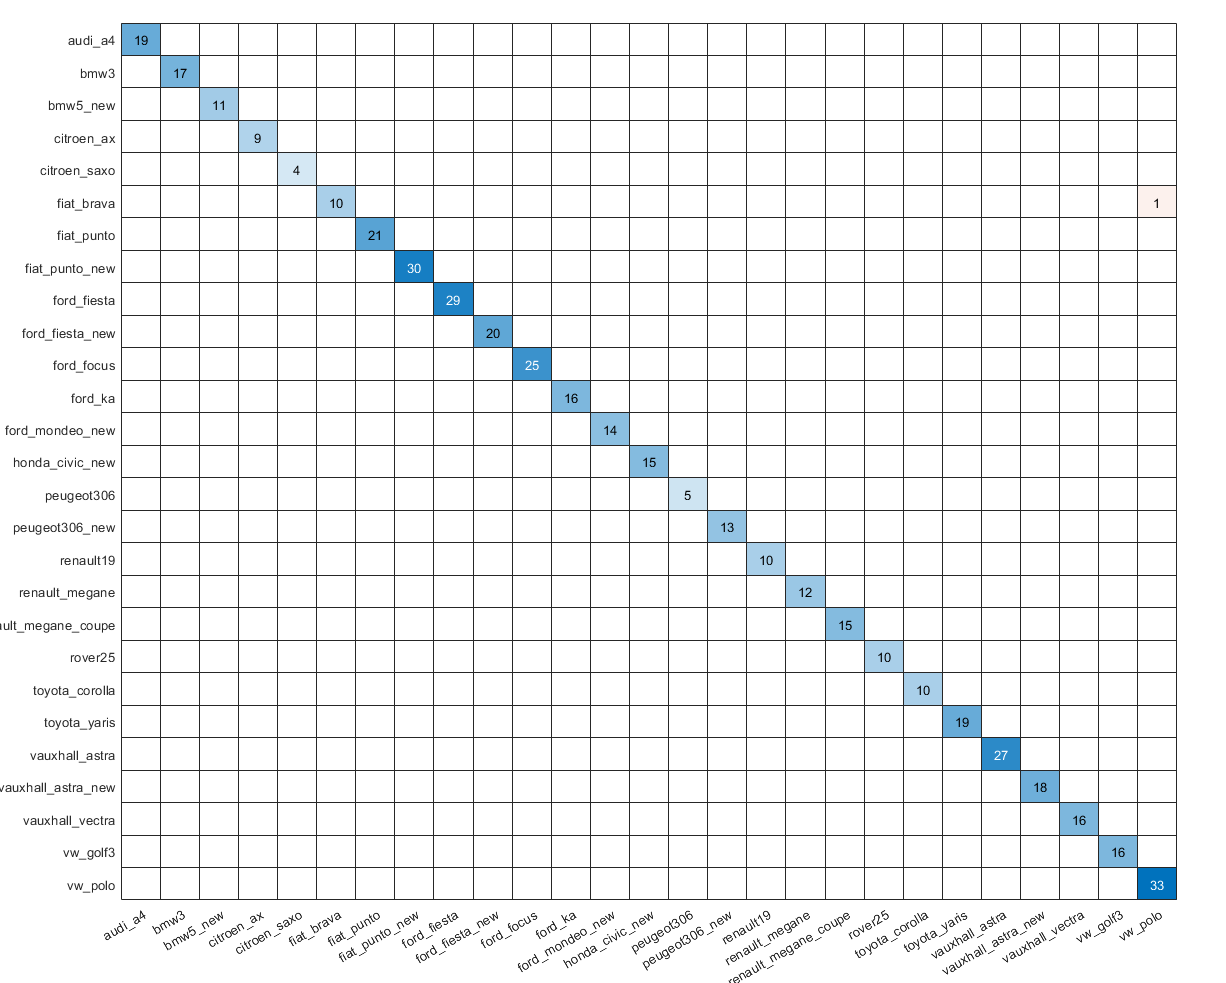 audi_a4 19
bmw3 17
bmw5_new 11
citroen_ax 9
citroen_saxo 4
fiat_brava 10 1
fiat_punto 21
fiat_punto_new 30
ford_fiesta 29
ford_fiesta_new 20
ford_focus 25
ford_ka 16
ford_mondeo_new 14
honda_civic_new 15
peugeot306 5
peugeot306_new 13
renault19 10
renault_megane 12
ault_megane_coupe 15
rover25 10
toyota_corolla 10
toyota_yaris 19
vauxhall_astra 27
vauxhall_astra_new 18
vauxhall_vectra 16
vw_golf3 16
vw_polo 33
audi_a4
bmw3
bmw5_new
citroen_ax
citroen_saxo
fiat_brava
fiat_punto
fiat_punto_new
ford_fiesta
ford_fiesta_new
ford_focus
ford_ka
ford_mondeo_new
honda_civic_new
peugeot306
peugeot306_new
renault19
renault_megane
renault_megane_coupe
rover25
toyota_corolla
toyota_yaris
vauxhall_astra
vauxhall_astra_new
vauxhall_vectra
vw_golf3
vw_polo